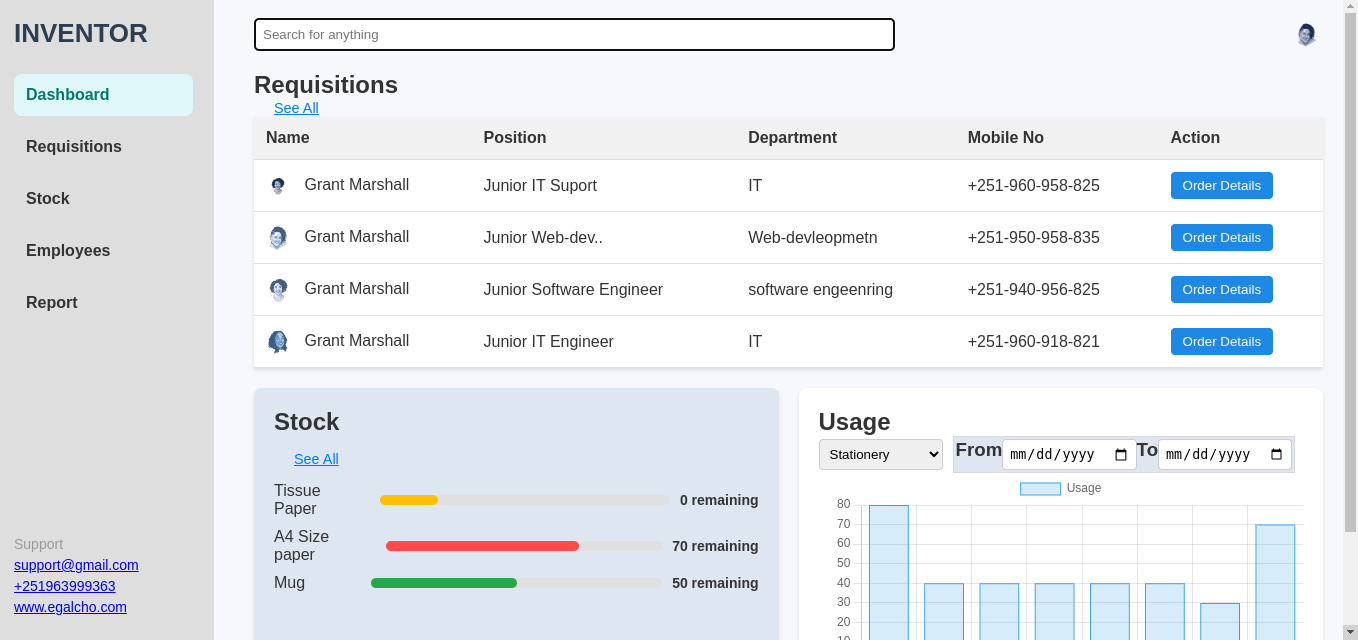 INVENTOR
Dashboard
Requisitions
Stock
Employees
Report
Support
support@gmail.com
+251963999363
www.egalcho.com
Search for anything
Requisitions
See All
Name Position Department Mobile No Action
Grant Marshall Junior IT Suport IT +251-960-958-825 Order Details
Grant Marshall Junior Web-dev.. Web-devleopmetn +251-950-958-835 Order Details
Grant Marshall Junior Software Engineer software engeenring +251-940-956-825 Order Details
Grant Marshall Junior IT Engineer IT +251-960-918-821 Order Details
Stock
See All
Tissue
Paper
0 remaining
A4 Size
paper
70 remaining
Mug 50 remaining
Usage
Stationery From mm/dd/yyyy To mm/dd/yyyy
Usage
80
70
60
50
40
30
20
10